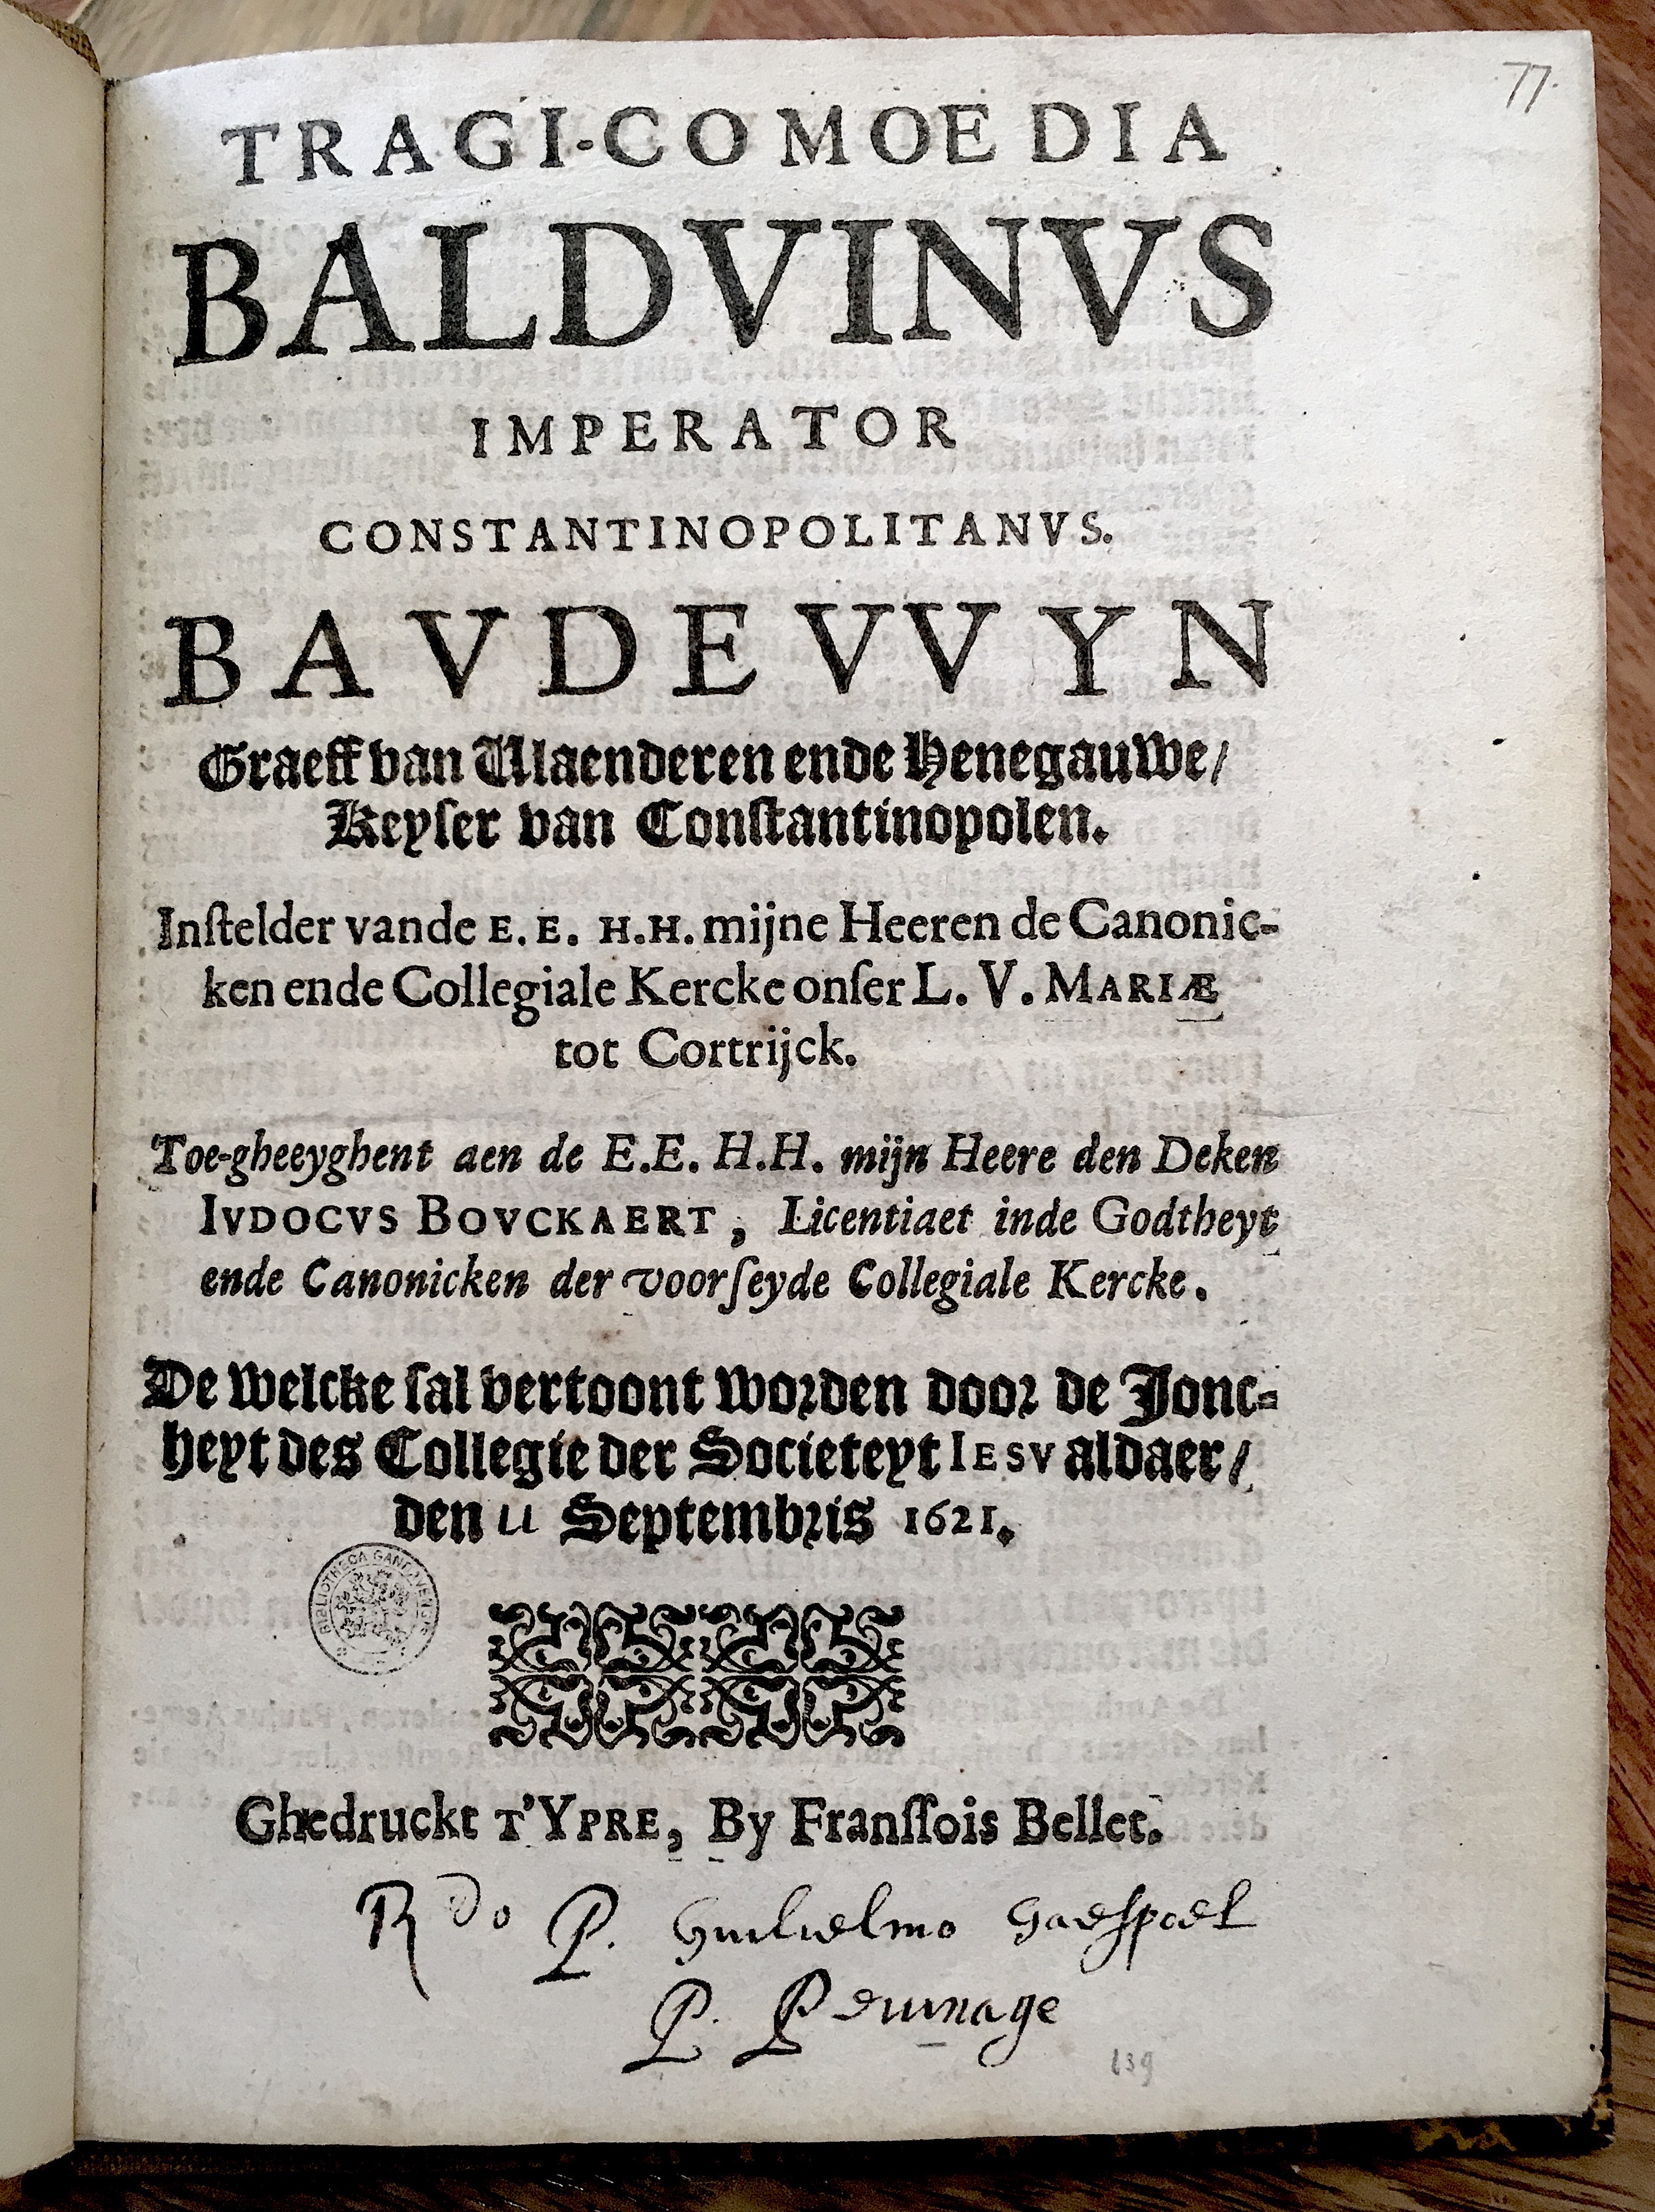 77.
TRAGI-COMOEDIA
BALDVINVS
IMPERATOR
CONSTANTINOPOLITANVS.
BAVDEVVYN
Graeff van Vlaenderen ende Henegauwe/
Keyser van Constantinopolen.
Instelder vande E. E. H.H. mijne Heeren de Canonic-
ken ende Collegiale Kercke onser L. V. MARIÆ
tot Cortrijck.
Toe-gheeyghent aen de E.E. H.H. mijn Heere den Deken
IVDOCVS BOVCKAERT, Licentiaet inde Godtheyt
ende Canonicken der voorseyde Collegiale Kercke.
De welcke sal vertoont worden door de Jonc-
heyt des Collegie der Societeyt IESV aldaer/
den 11 Septembris 1621.
BIBLIOTHECA GANDAVENSIS
Ghedruckt T'YPRE, By Franssois Bellet.
Rdo P. Guilielmo
P.
139